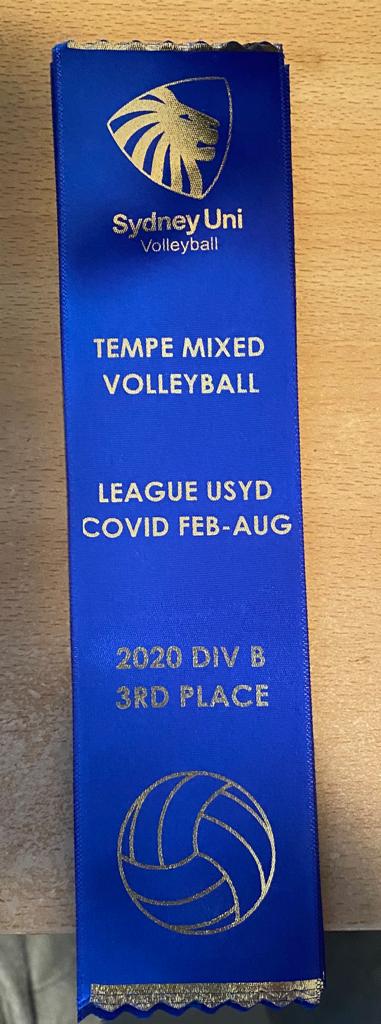 Sydney Uni
Volleyball
TEMPE MIXED
VOLLEYBALL
LEAGUE USYD
COVID FEB-AUG
2020 DIV B
3RD PLACE